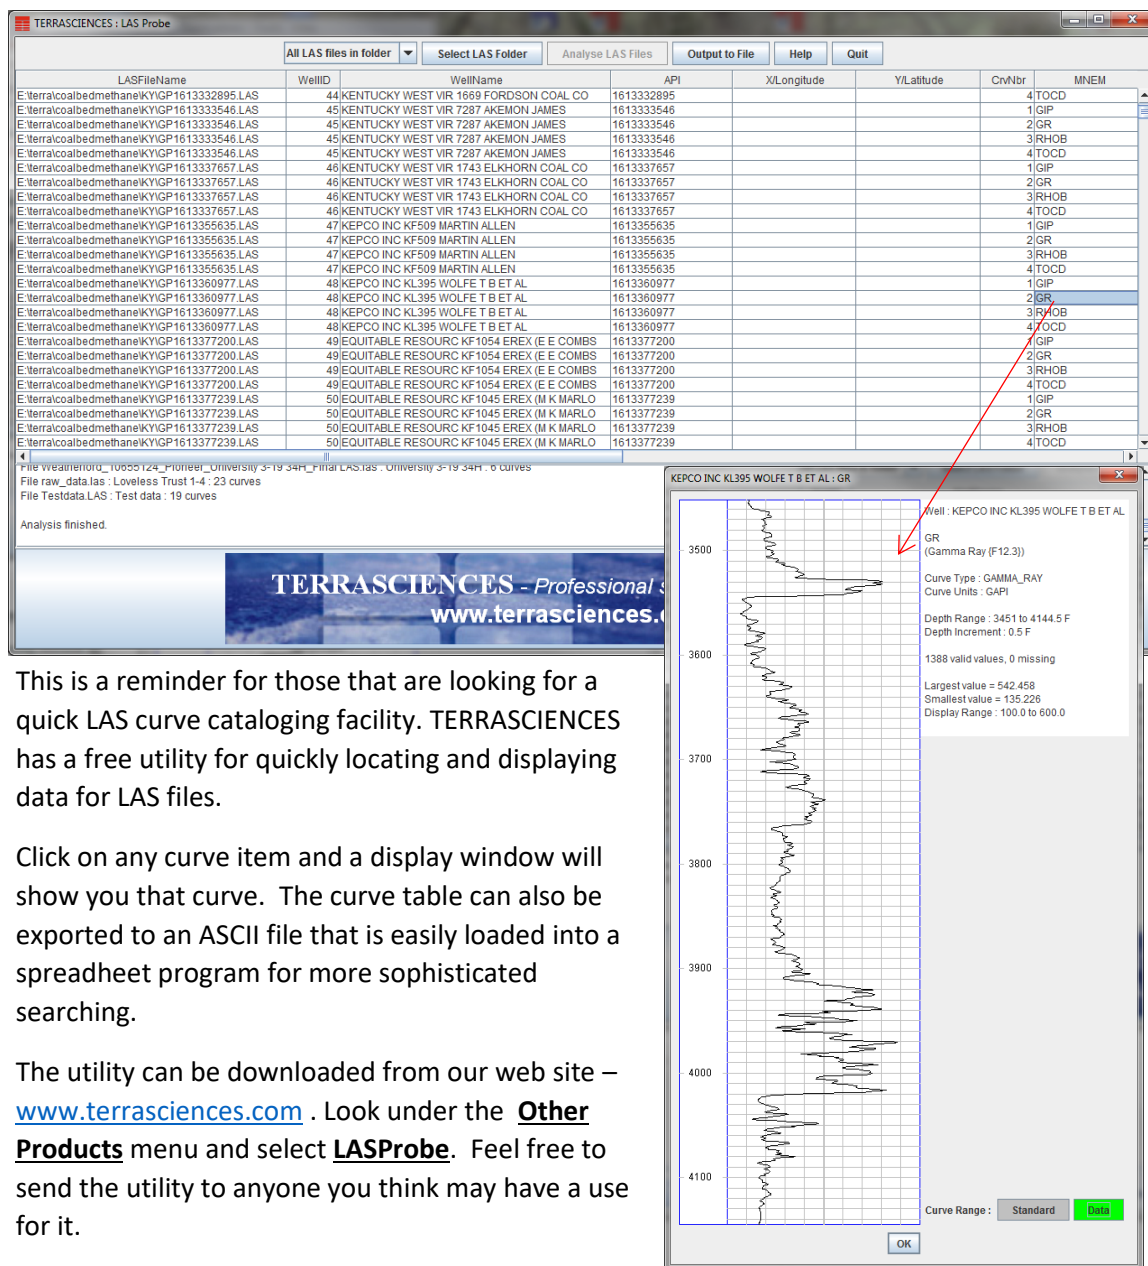 TERRASCIENCES : LAS Probe
All LAS files in folder Select LAS Folder Analyse LAS Files Output to File Help Quit
LASFileName WellID WellName API X/Longitude Y/Latitude CrvNbr MNEM
E:\terra\coalbedmethane\KY\GP1613332895.LAS 44 KENTUCKY WEST VIR 1669 FORDSON COAL CO 1613332895 4 TOCD
E:\terra\coalbedmethane\KY\GP1613333546.LAS 45 KENTUCKY WEST VIR 7287 AKEMON JAMES 1613333546 1 GIP
E:\terra\coalbedmethane\KY\GP1613333546.LAS 45 KENTUCKY WEST VIR 7287 AKEMON JAMES 1613333546 2 GR
E:\terra\coalbedmethane\KY\GP1613333546.LAS 45 KENTUCKY WEST VIR 7287 AKEMON JAMES 1613333546 3 RHOB
E:\terra\coalbedmethane\KY\GP1613333546.LAS 45 KENTUCKY WEST VIR 7287 AKEMON JAMES 1613333546 4 TOCD
E:\terra\coalbedmethane\KY\GP1613337657.LAS 46 KENTUCKY WEST VIR 1743 ELKHORN COAL CO 1613337657 1 GIP
E:\terra\coalbedmethane\KY\GP1613337657.LAS 46 KENTUCKY WEST VIR 1743 ELKHORN COAL CO 1613337657 2 GR
E:\terra\coalbedmethane\KY\GP1613337657.LAS 46 KENTUCKY WEST VIR 1743 ELKHORN COAL CO 1613337657 3 RHOB
E:\terra\coalbedmethane\KY\GP1613337657.LAS 46 KENTUCKY WEST VIR 1743 ELKHORN COAL CO 1613337657 4 TOCD
E:\terra\coalbedmethane\KY\GP1613355635.LAS 47 KEPCO INC KF509 MARTIN ALLEN 1613355635 1 GIP
E:\terra\coalbedmethane\KY\GP1613355635.LAS 47 KEPCO INC KF509 MARTIN ALLEN 1613355635 2 GR
E:\terra\coalbedmethane\KY\GP1613355635.LAS 47 KEPCO INC KF509 MARTIN ALLEN 1613355635 3 RHOB
E:\terra\coalbedmethane\KY\GP1613355635.LAS 47 KEPCO INC KF509 MARTIN ALLEN 1613355635 4 TOCD
E:\terra\coalbedmethane\KY\GP1613360977.LAS 48 KEPCO INC KL395 WOLFE T B ET AL 1613360977 1 GIP
E:\terra\coalbedmethane\KY\GP1613360977.LAS 48 KEPCO INC KL395 WOLFE T B ET AL 1613360977 2 GR
E:\terra\coalbedmethane\KY\GP1613360977.LAS 48 KEPCO INC KL395 WOLFE T B ET AL 1613360977 3 RHOB
E:\terra\coalbedmethane\KY\GP1613360977.LAS 48 KEPCO INC KL395 WOLFE T B ET AL 1613360977 4 TOCD
E:\terra\coalbedmethane\KY\GP1613377200.LAS 49 EQUITABLE RESOURC KF1054 EREX (E E COMBS 1613377200 1 GIP
E:\terra\coalbedmethane\KY\GP1613377200.LAS 49 EQUITABLE RESOURC KF1054 EREX (E E COMBS 1613377200 2 GR
E:\terra\coalbedmethane\KY\GP1613377200.LAS 49 EQUITABLE RESOURC KF1054 EREX (E E COMBS 1613377200 3 RHOB
E:\terra\coalbedmethane\KY\GP1613377200.LAS 49 EQUITABLE RESOURC KF1054 EREX (E E COMBS 1613377200 4 TOCD
E:\terra\coalbedmethane\KY\GP1613377239.LAS 50 EQUITABLE RESOURC KF1045 EREX (M K MARLO 1613377239 1 GIP
E:\terra\coalbedmethane\KY\GP1613377239.LAS 50 EQUITABLE RESOURC KF1045 EREX (M K MARLO 1613377239 2 GR
E:\terra\coalbedmethane\KY\GP1613377239.LAS 50 EQUITABLE RESOURC KF1045 EREX (M K MARLO 1613377239 3 RHOB
E:\terra\coalbedmethane\KY\GP1613377239.LAS 50 EQUITABLE RESOURC KF1045 EREX (M K MARLO 1613377239 4 TOCD
File Weatherford_10655124_Pioneer_University 3-19 34H_Final LAS.las : University 3-19 34H : 6 curves
File raw_data.las : Loveless Trust 1-4 : 23 curves
File Testdata.LAS : Test data : 19 curves
Analysis finished.
TERRASCIENCES - Professional
www.terrasciences.
KEPCO INC KL395 WOLFE T B ET AL : GR
3500
3600
3700
3800
3900
4000
4100
Well : KEPCO INC KL395 WOLFE T B ET AL
GR
(Gamma Ray {F12.3})
Curve Type : GAMMA_RAY
Curve Units : GAPI
Depth Range : 3451 to 4144.5 F
Depth Increment : 0.5 F
1388 valid values, 0 missing
Largest value = 542.458
Smallest value = 135.226
Display Range : 100.0 to 600.0
Curve Range : Standard Data
OK
This is a reminder for those that are looking for a
quick LAS curve cataloging facility. TERRASCIENCES
has a free utility for quickly locating and displaying
data for LAS files.
Click on any curve item and a display window will
show you that curve. The curve table can also be
exported to an ASCII file that is easily loaded into a
spreadheet program for more sophisticated
searching.
The utility can be downloaded from our web site –
www.terrasciences.com . Look under the Other
Products menu and select LASProbe. Feel free to
send the utility to anyone you think may have a use
for it.